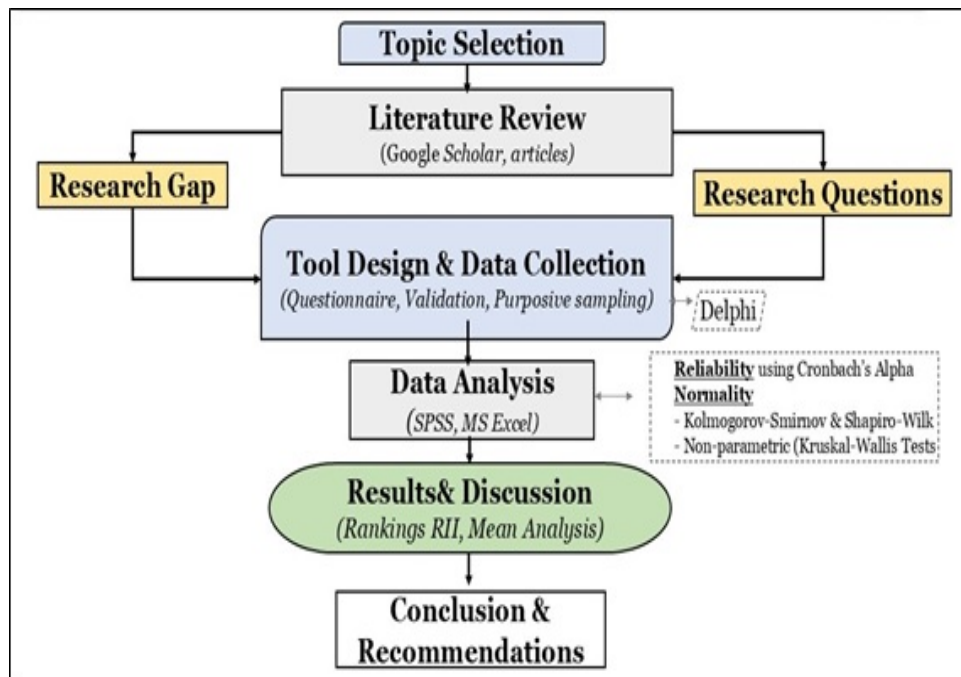 Topic Selection
Literature Review
(Google Scholar, articles)
Research Gap
Research Questions
Tool Design & Data Collection
(Questionnaire, Validation, Purposive sampling)
Delphi
Data Analysis
(SPSS, MS Excel)
Reliability using Cronbach's Alpha
Normality
- Kolmogorov-Smirnov & Shapiro-Wilk
- Non-parametric (Kruskal-Wallis Tests
Results& Discussion
(Rankings RII, Mean Analysis)
Conclusion &
Recommendations